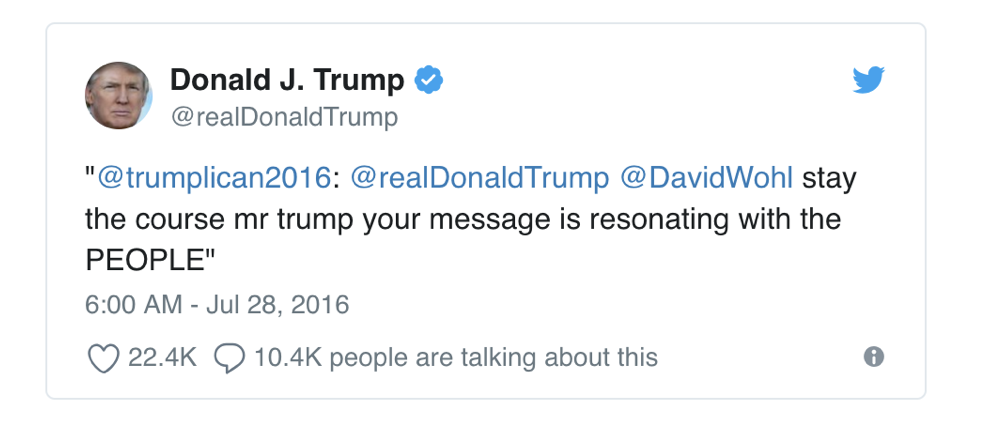 Donald J. Trump
@realDonaldTrump
"@trumplican2016: @realDonaldTrump @DavidWohl stay
the course mr trump your message is resonating with the
PEOPLE"
6:00 AM - Jul 28, 2016
22.4K 10.4K people are talking about this